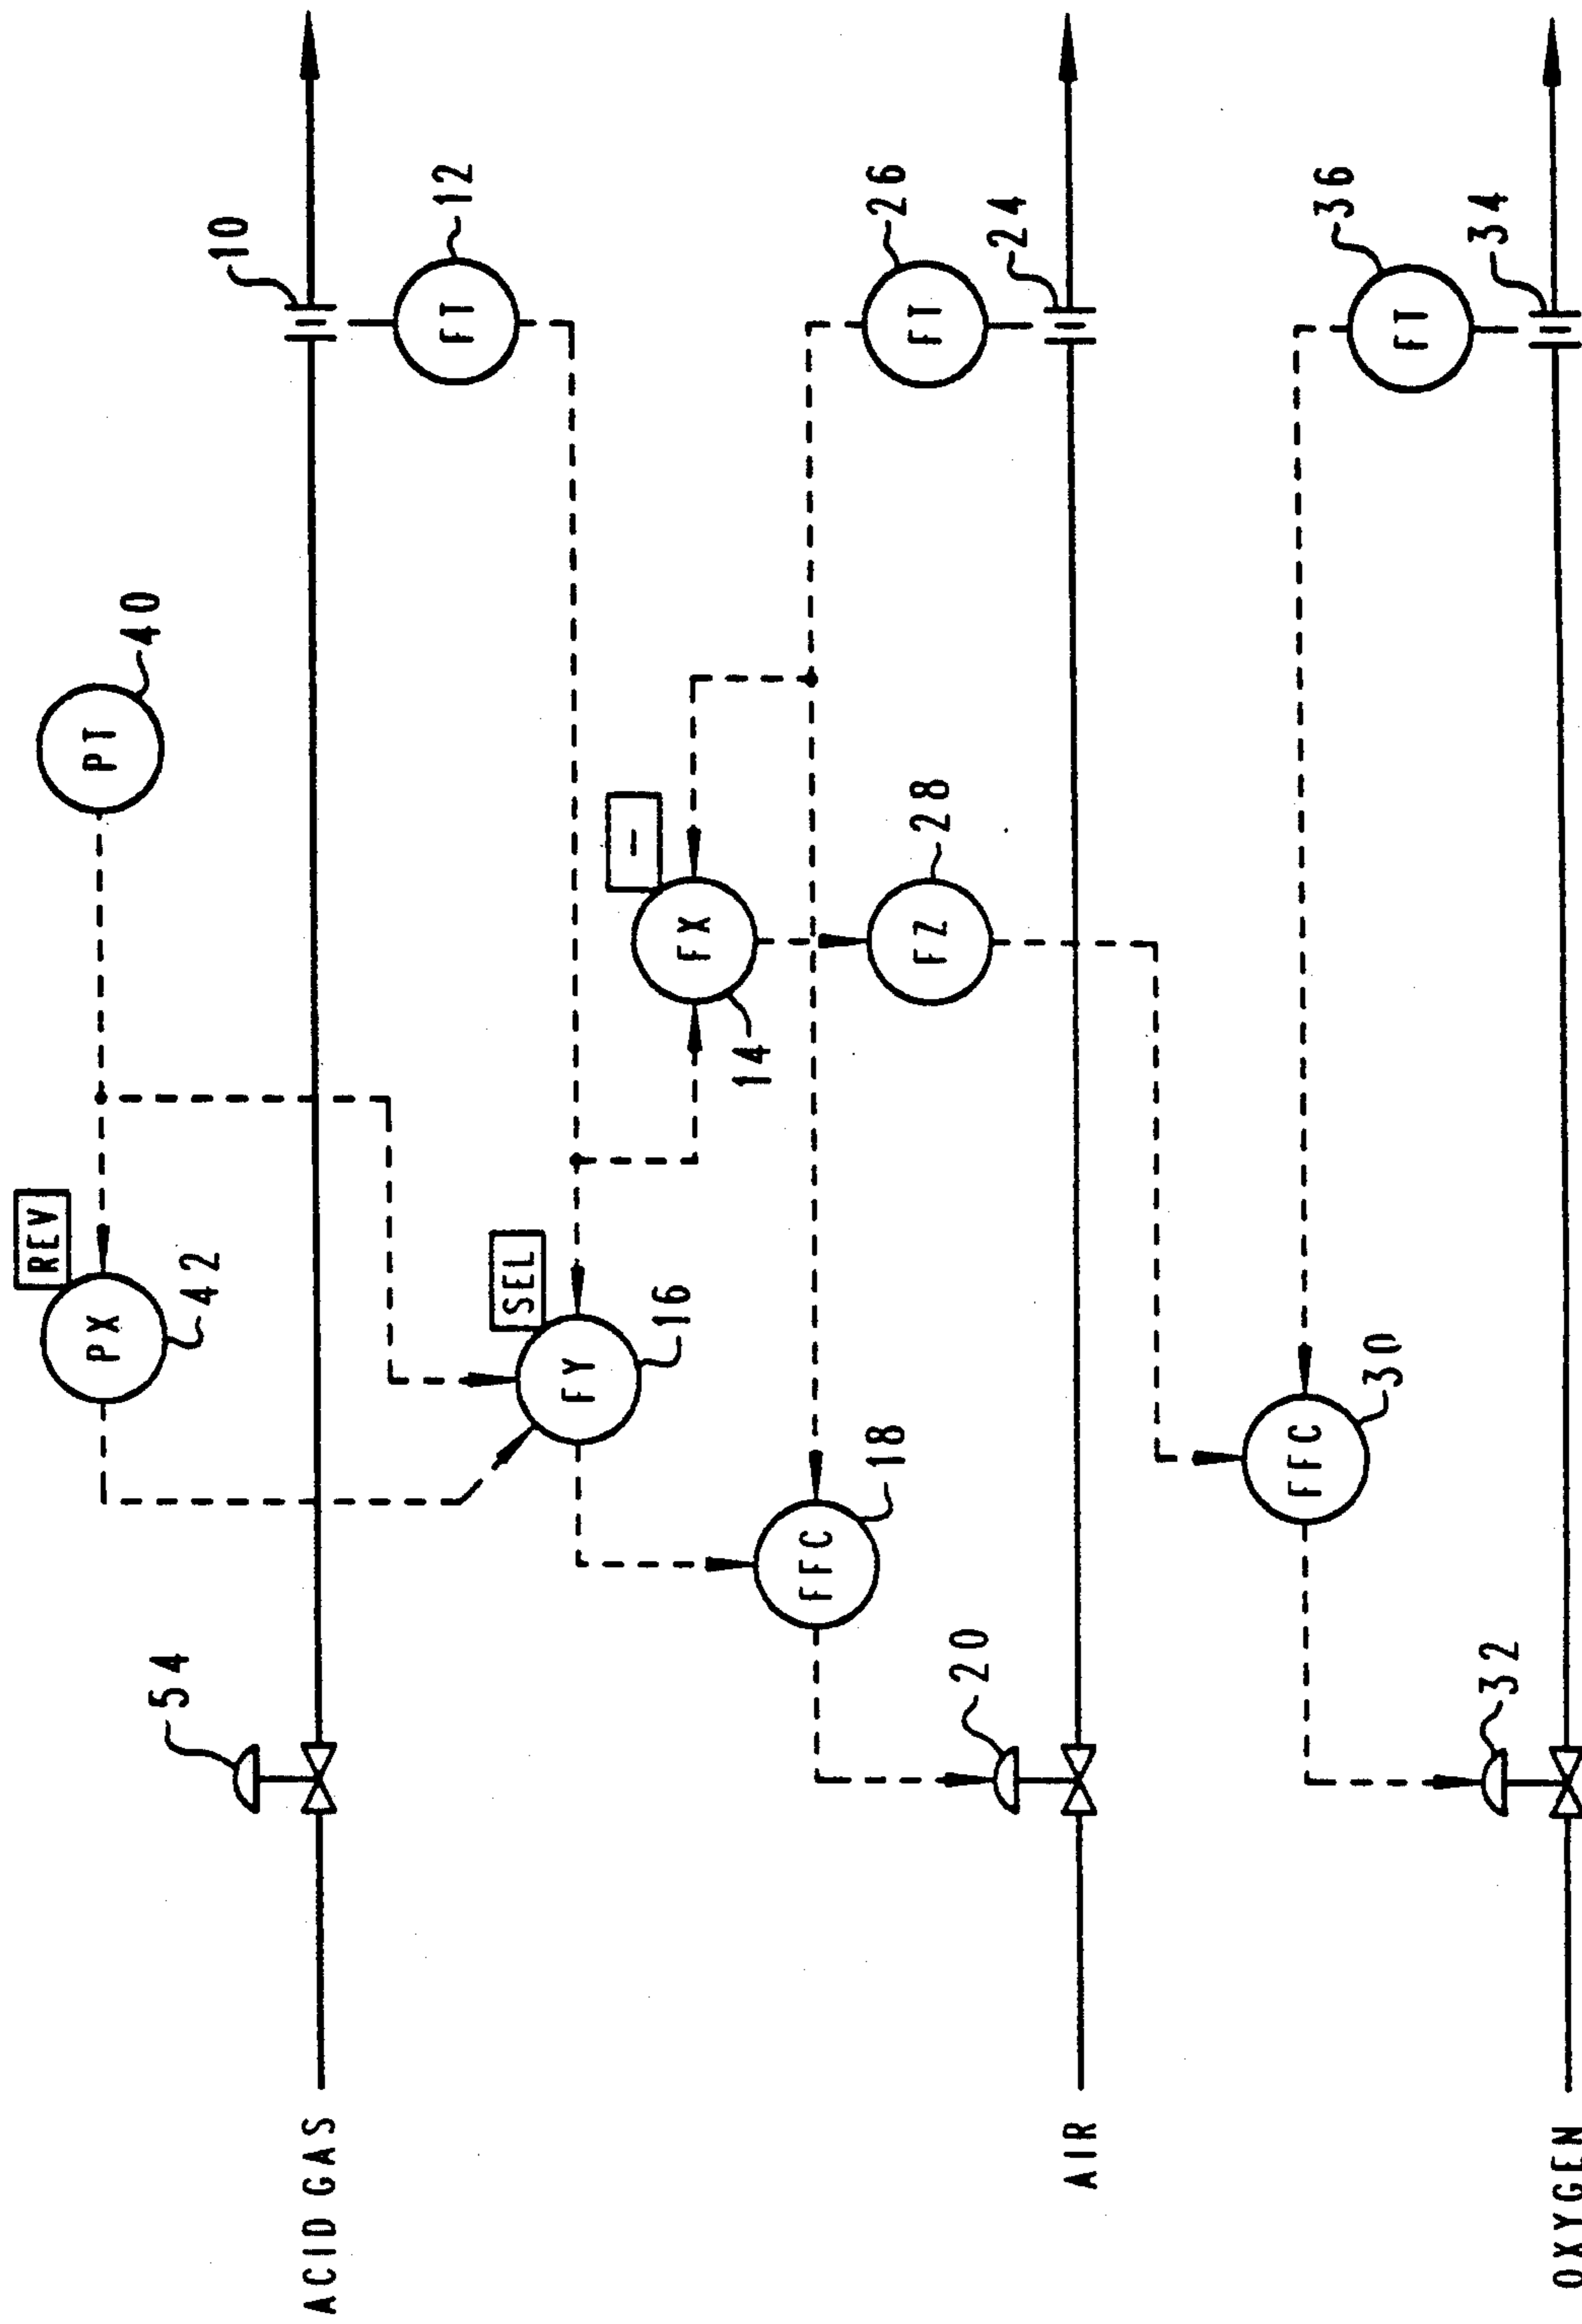 54
PX
REV
42
PT
40
10
ACID GAS
FT
12
SEL
FY
16
FX
-
14
FFC
18
FZ
28
FT
26
20
24
AIR
FFC
30
FT
36
32
34
OXYGEN